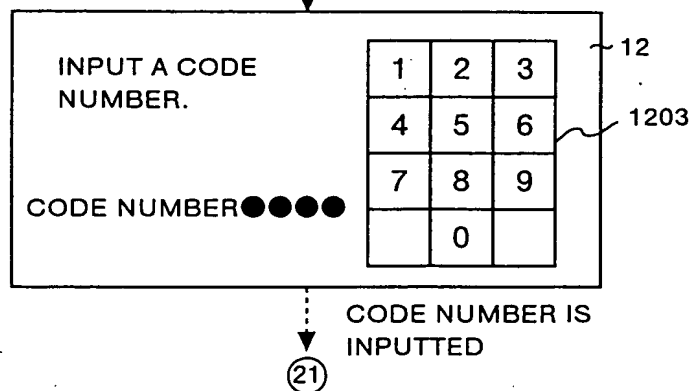 INPUT A CODE
NUMBER.
CODE NUMBER●●●●
1 2 3
4 5 6
7 8 9
0
12
1203
CODE NUMBER IS
INPUTTED
21